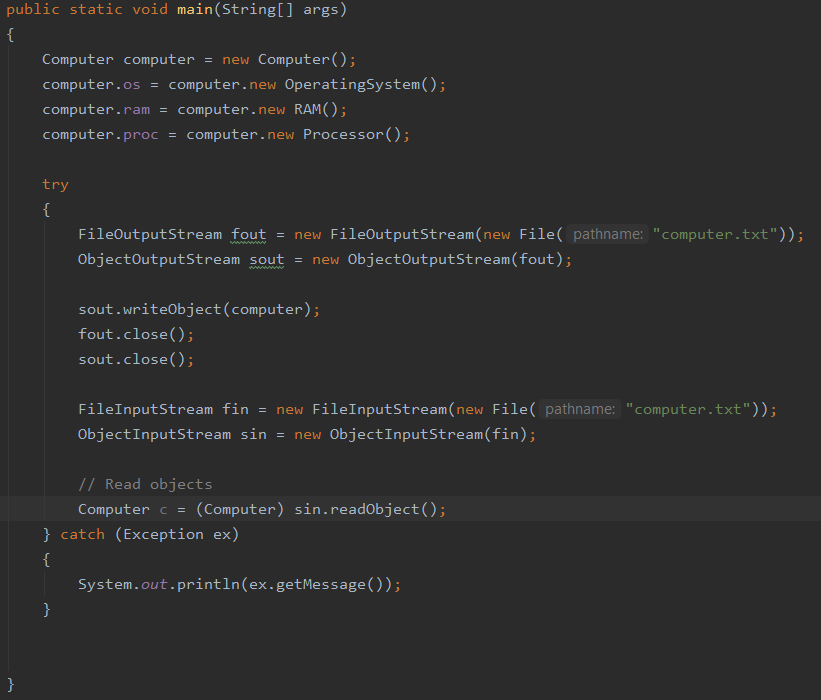 public static void main(String[] args)
{
    Computer computer = new Computer();
    computer.os = computer.new OperatingSystem();
    computer.ram = computer.new RAM();
    computer.proc = computer.new Processor();

    try
    {
        FileOutputStream fout = new FileOutputStream(new File( pathname: "computer.txt"));
        ObjectOutputStream sout = new ObjectOutputStream(fout);

        sout.writeObject(computer);
        fout.close();
        sout.close();

        FileInputStream fin = new FileInputStream(new File( pathname: "computer.txt"));
        ObjectInputStream sin = new ObjectInputStream(fin);

        // Read objects
        Computer c = (Computer) sin.readObject();
    } catch (Exception ex)
    {
        System.out.println(ex.getMessage());
    }

}